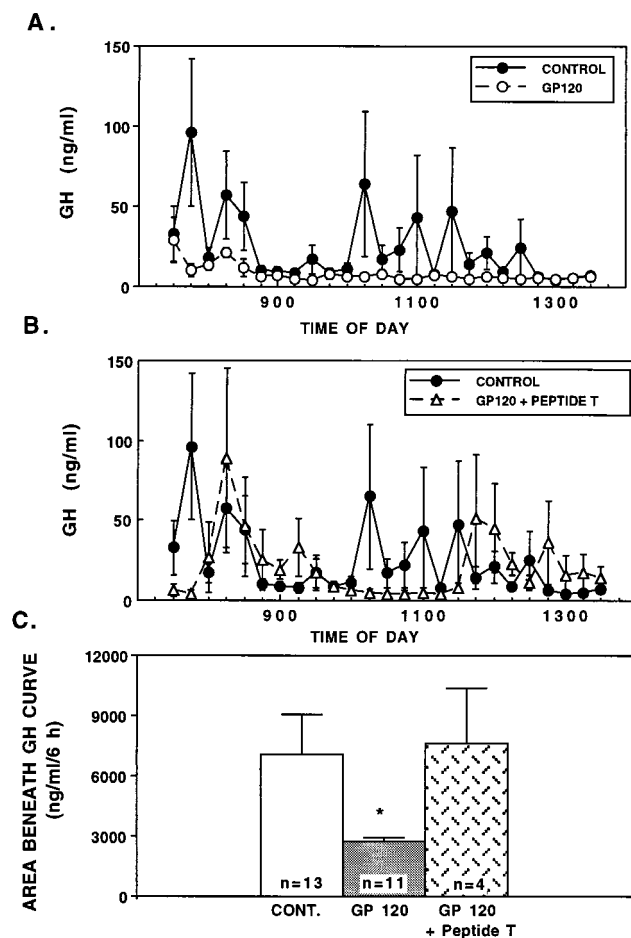 A.
150
100
50
0
GH (ng/ml)
CONTROL
GP120
900
1100
1300
TIME OF DAY
B.
150
100
50
0
GH (ng/ml)
CONTROL
GP120 + PEPTIDE T
900
1100
1300
TIME OF DAY
C.
12000
9000
6000
3000
0
AREA BENEATH GH CURVE
(ng/ml/6 h)
*
n=13
n=11
n=4
CONT.
GP 120
GP 120
+ Peptide T